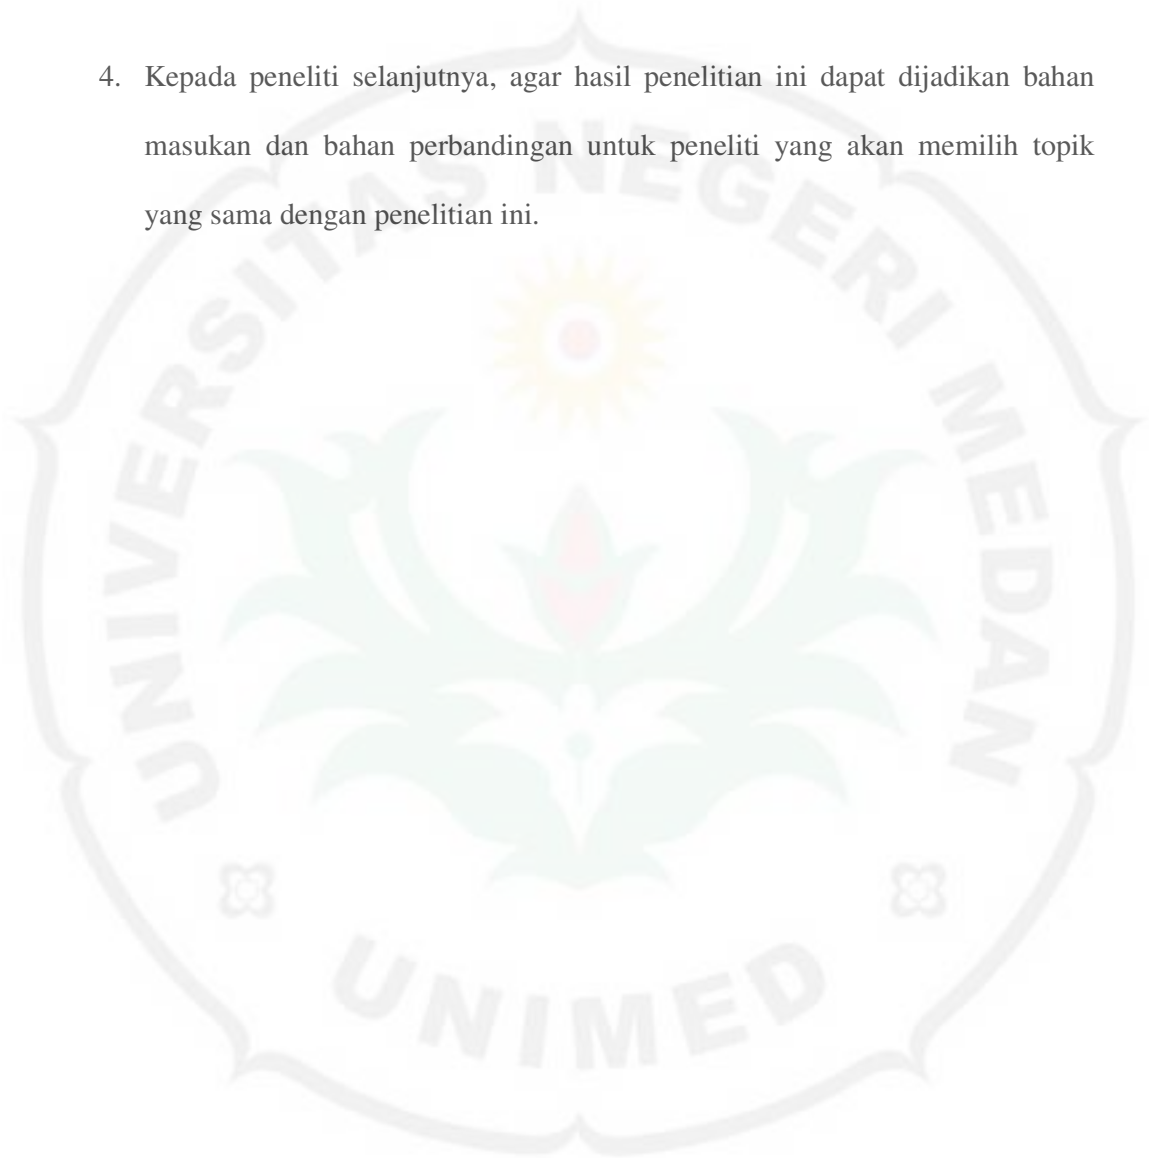 4. Kepada peneliti selanjutnya, agar hasil penelitian ini dapat dijadikan bahan
masukan dan bahan perbandingan untuk peneliti yang akan memilih topik
yang sama dengan penelitian ini.
UNIVERSITAS NEGERI MEDAN
UNIMED